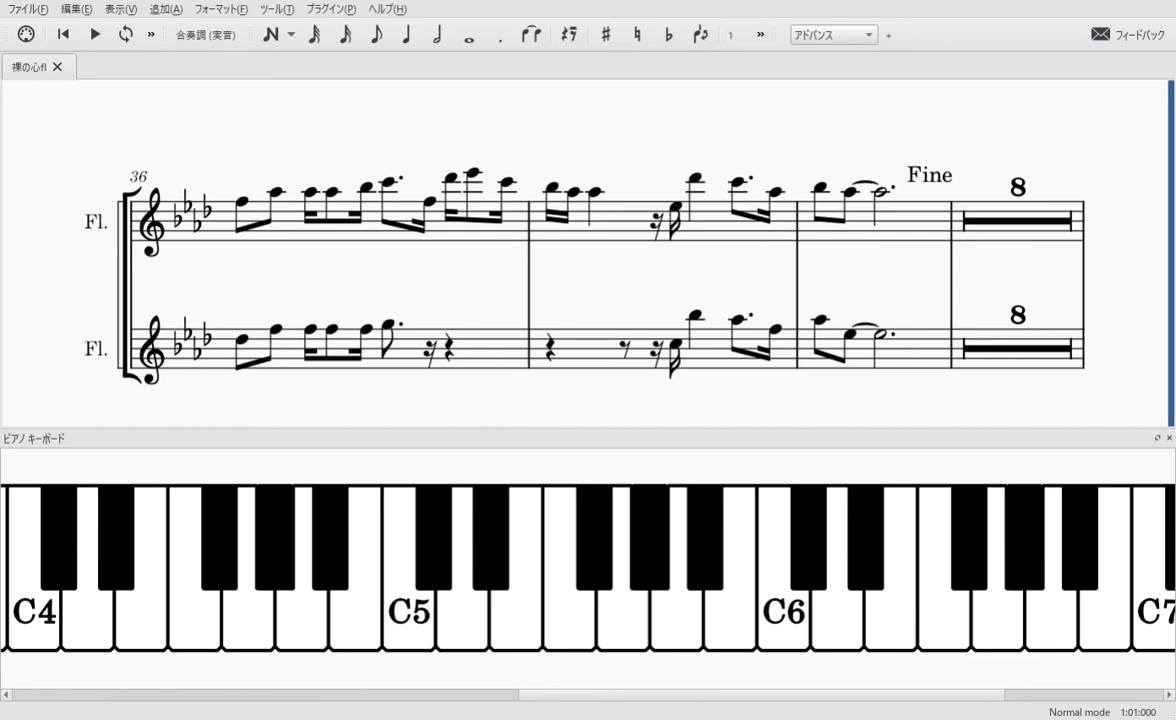 ファイル(F) 編集(E) 表示(V) 追加(A) フォーマット(F) ツール(T) プラグイン(P) ヘルプ(H)
合奏調 (実音) 1 アドバンス + フィードバック
裸の心fl
36
Fine
8
Fl.
8
Fl.
ピアノ キーボード
C4 C5 C6 C7
Normal mode 1:01:000